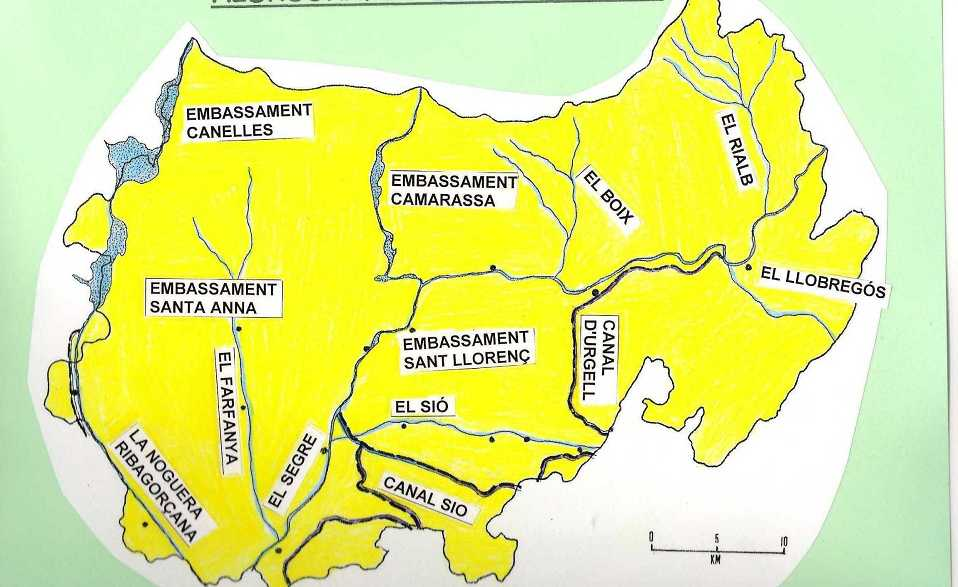 EMBASSAMENT
CANELLES
EL RIALB
EMBASSAMENT
CAMARASSA
EL BOIX
EL LLOBREGÓS
EMBASSAMENT
SANTA ANNA
CANAL
D'URGELL
EMBASSAMENT
SANT LLORENÇ
EL FARFANYA
EL SIÓ
EL SEGRE
LA NOGUERA
RIBAGORÇANA
CANAL SIO
0 5 10
KM